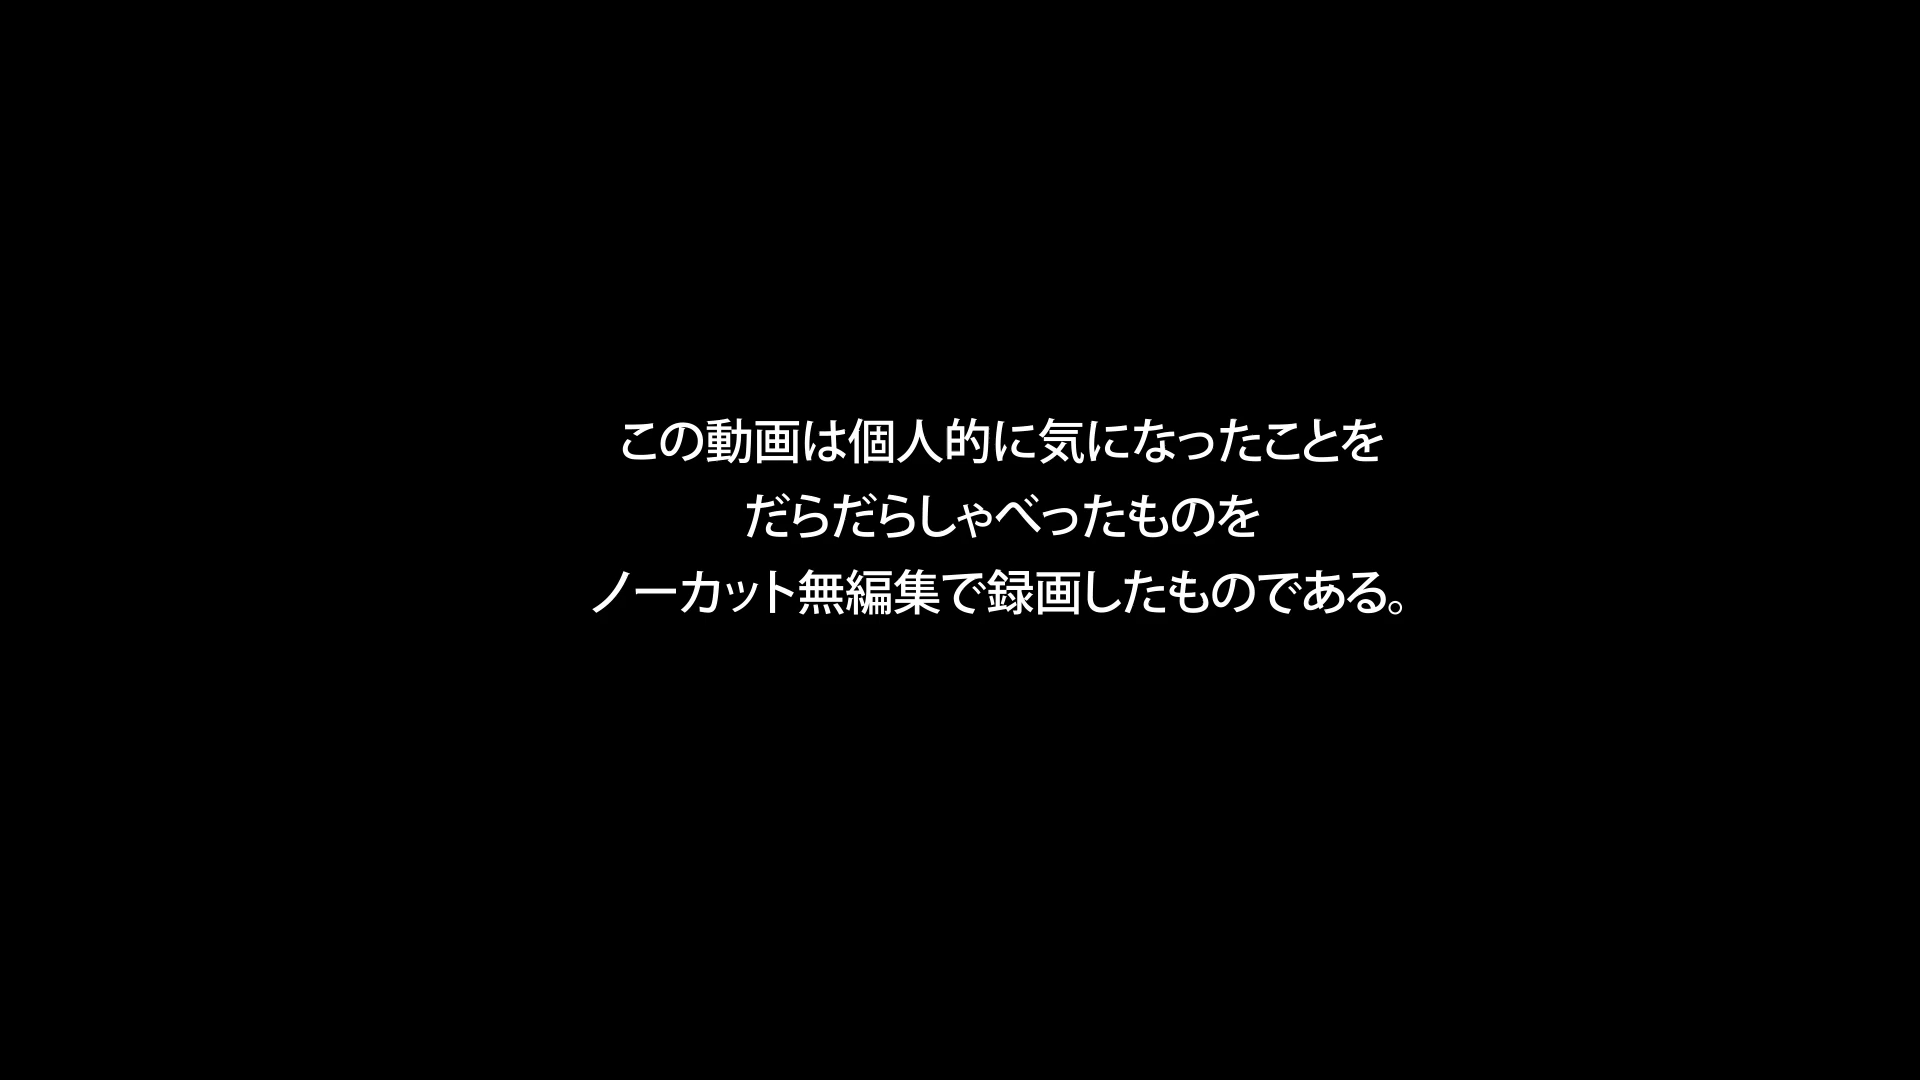 この動画は個人的に気になったことを
だらだらしゃべったものを
ノーカット無編集で録画したものである。